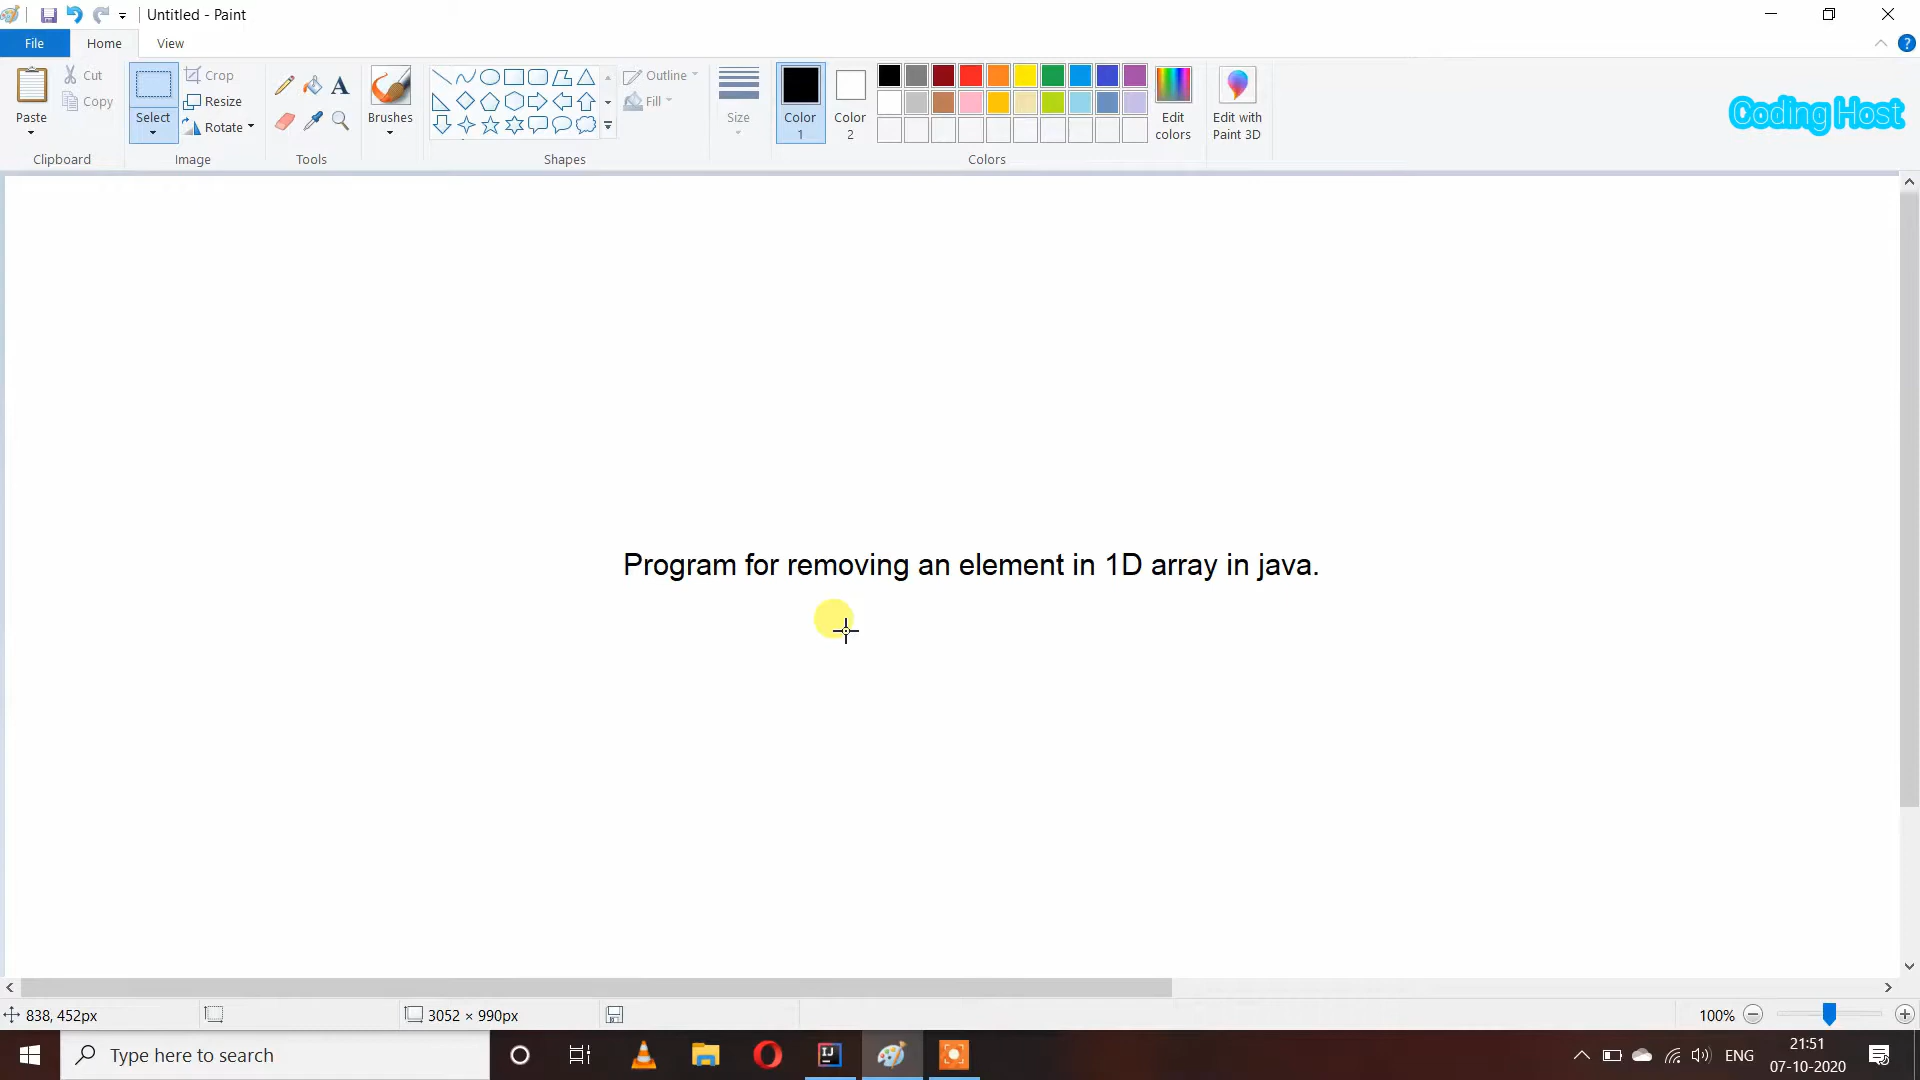 Untitled - Paint
File
Home
View
Paste
Cut
Copy
Clipboard
Select
Crop
Resize
Rotate
Image
Tools
Brushes
Shapes
Outline
Fill
Size
Color 1
Color 2
Edit colors
Colors
Edit with Paint 3D
Coding Host
Program for removing an element in 1D array in java.
838, 452px
3052 × 990px
100%
Type here to search
ENG
21:51
07-10-2020